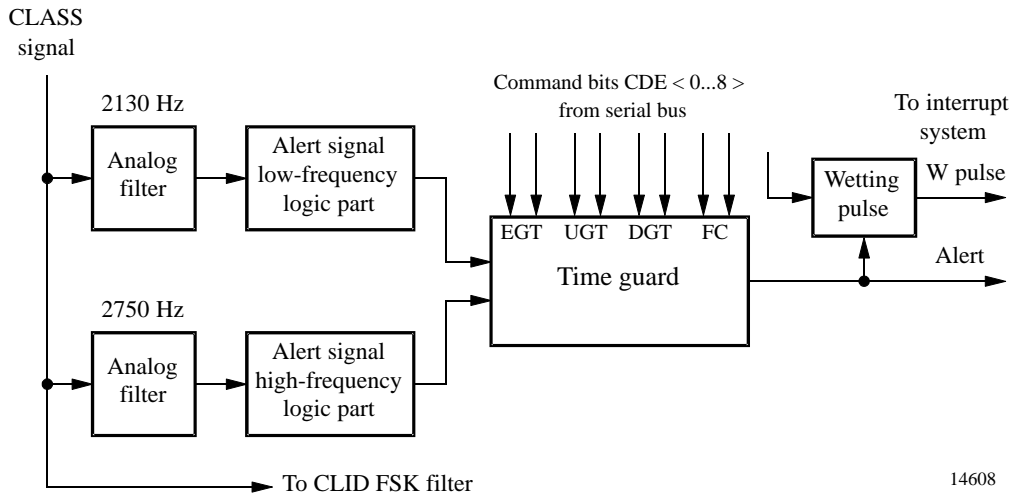 CLASS
signal
2130 Hz
Analog
filter
Alert signal
low-frequency
logic part
Command bits CDE < 0...8 >
from serial bus
EGT UGT DGT FC
Time guard
To interrupt
system
Wetting
pulse
W pulse
Alert
2750 Hz
Analog
filter
Alert signal
high-frequency
logic part
To CLID FSK filter
14608